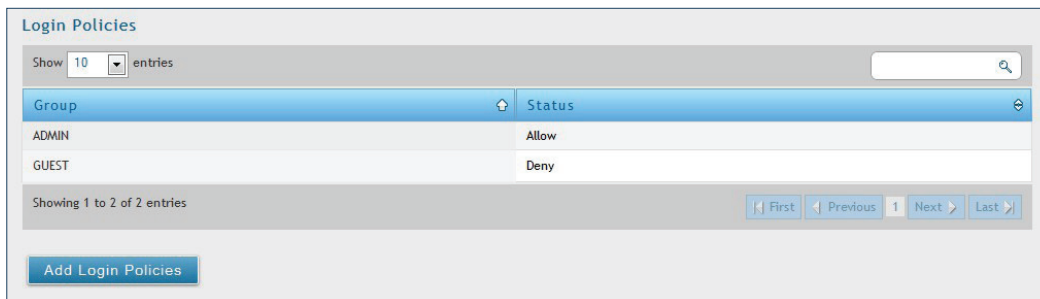 Login Policies
Show 10 entries
Group Status
ADMIN Allow
GUEST Deny
Showing 1 to 2 of 2 entries First Previous 1 Next Last
Add Login Policies